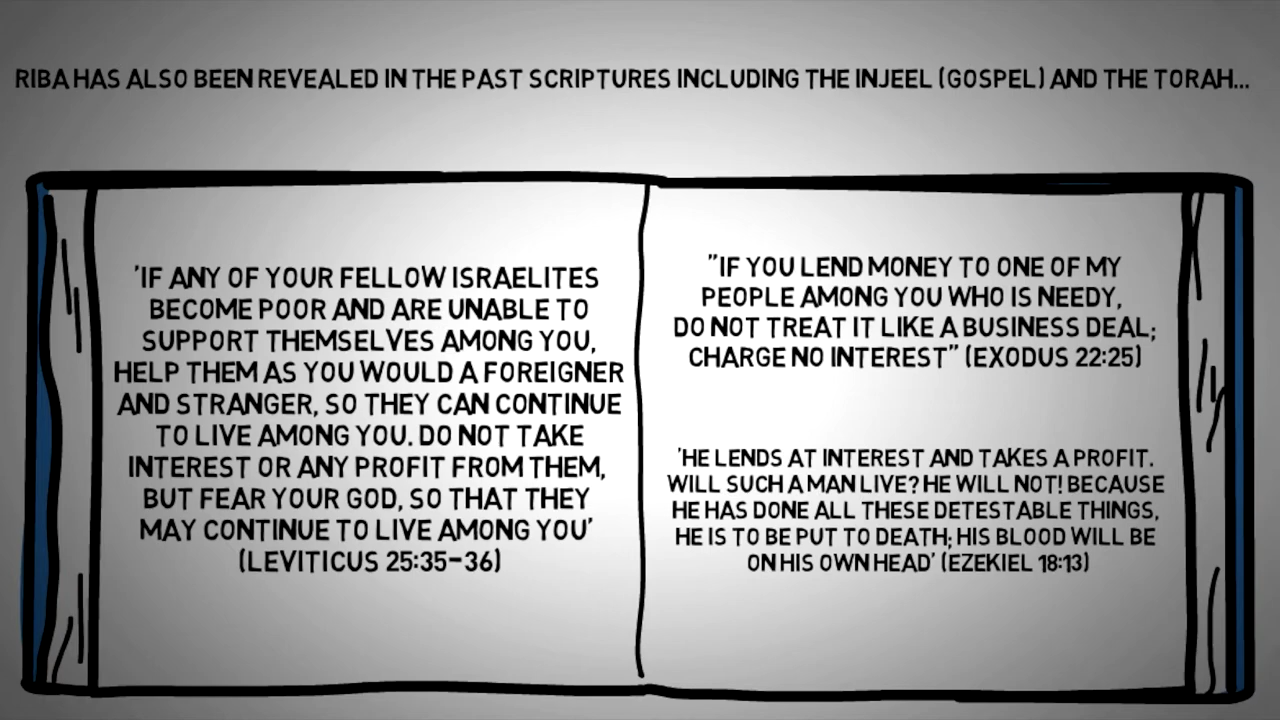 RIBA HAS ALSO BEEN REVEALED IN THE PAST SCRIPTURES INCLUDING THE INJEEL (GOSPEL) AND THE TORAH...
'IF ANY OF YOUR FELLOW ISRAELITES
BECOME POOR AND ARE UNABLE TO
SUPPORT THEMSELVES AMONG YOU,
HELP THEM AS YOU WOULD A FOREIGNER
AND STRANGER, SO THEY CAN CONTINUE
TO LIVE AMONG YOU. DO NOT TAKE
INTEREST OR ANY PROFIT FROM THEM,
BUT FEAR YOUR GOD, SO THAT THEY
MAY CONTINUE TO LIVE AMONG YOU'
(LEVITICUS 25:35-36)
"IF YOU LEND MONEY TO ONE OF MY
PEOPLE AMONG YOU WHO IS NEEDY,
DO NOT TREAT IT LIKE A BUSINESS DEAL;
CHARGE NO INTEREST" (EXODUS 22:25)
'HE LENDS AT INTEREST AND TAKES A PROFIT.
WILL SUCH A MAN LIVE? HE WILL NOT! BECAUSE
HE HAS DONE ALL THESE DETESTABLE THINGS,
HE IS TO BE PUT TO DEATH; HIS BLOOD WILL BE
ON HIS OWN HEAD' (EZEKIEL 18:13)